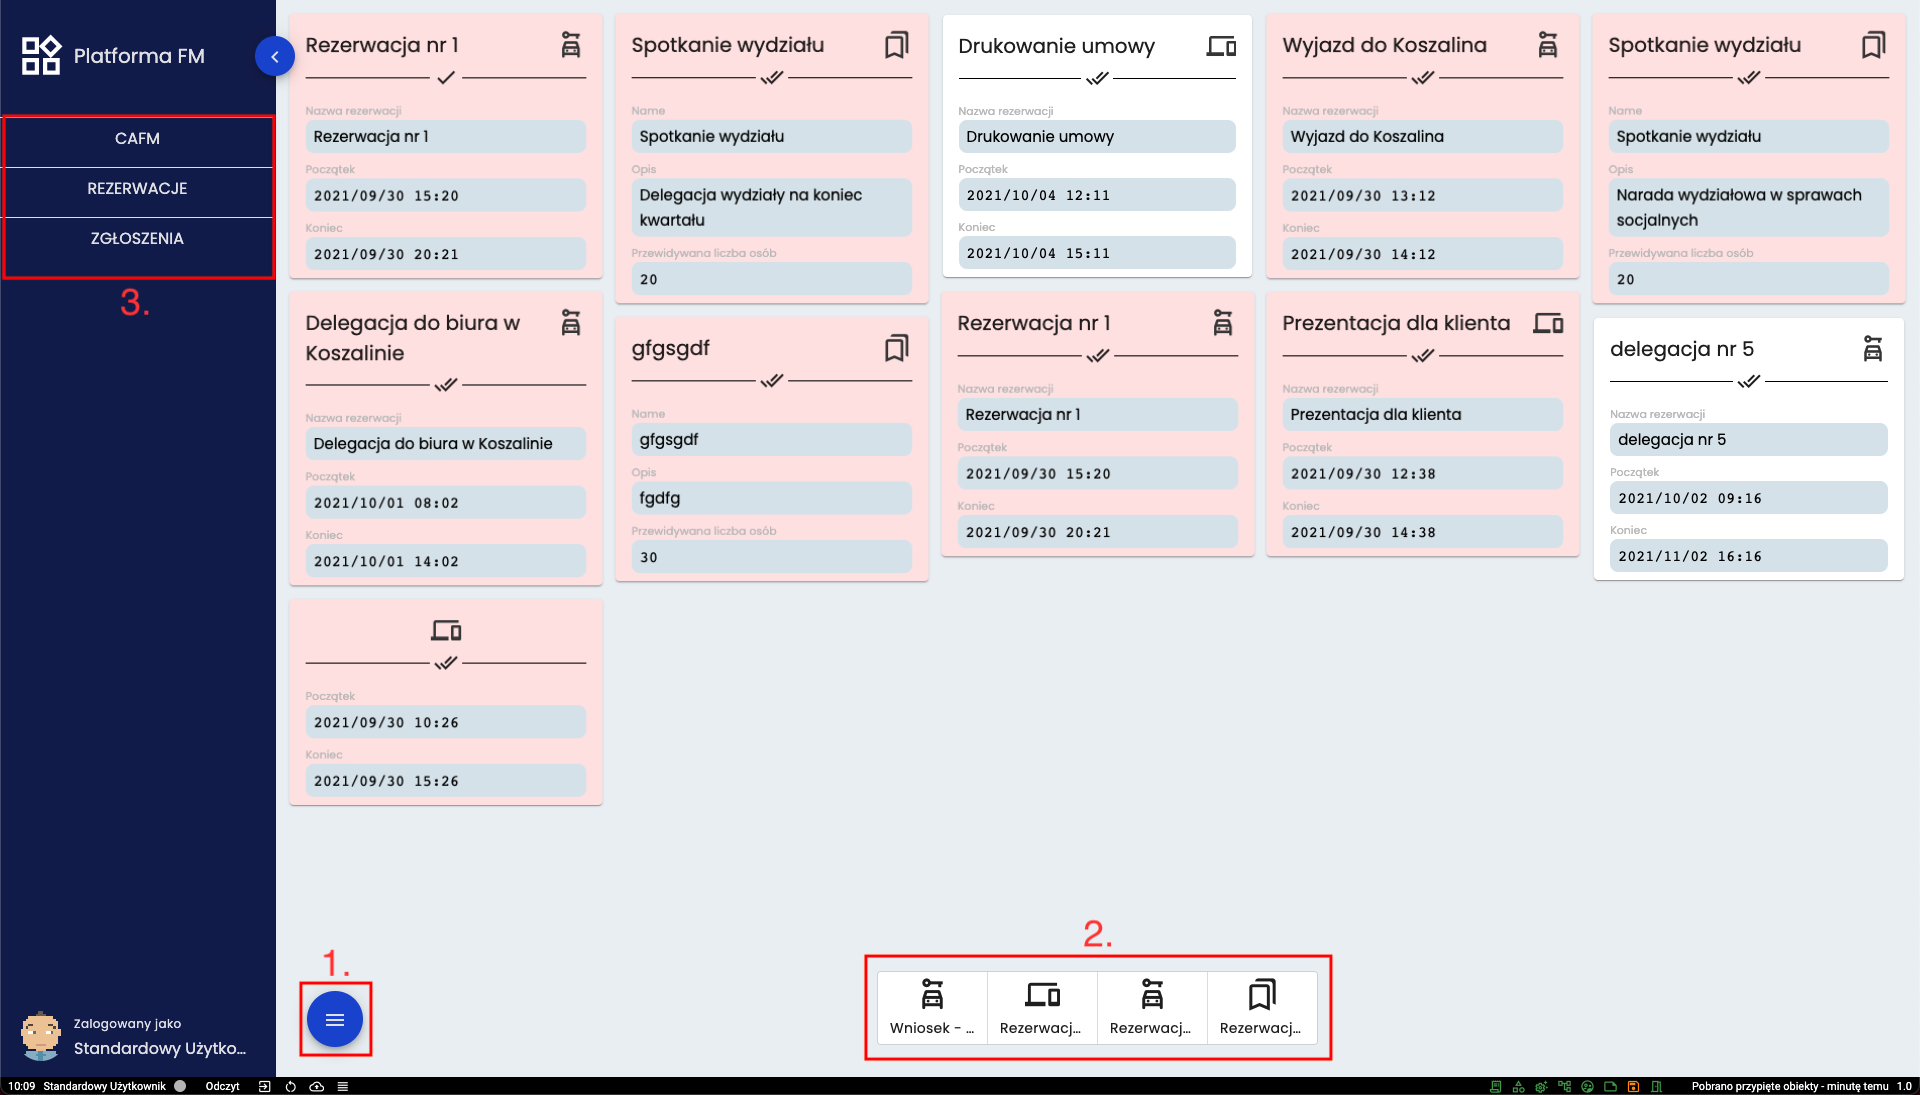 Platforma FM
CAFM
REZERWACJE
ZGŁOSZENIA
3.
Zalogowany jako
Standardowy Użytko...
Rezerwacja nr 1
Nazwa rezerwacji
Rezerwacja nr 1
Początek
2021/09/30 15:20
Koniec
2021/09/30 20:21
Spotkanie wydziału
Name
Spotkanie wydziału
Opis
Delegacja wydziały na koniec
kwartału
Przewidywana liczba osób
20
Drukowanie umowy
Nazwa rezerwacji
Drukowanie umowy
Początek
2021/10/04 12:11
Koniec
2021/10/04 15:11
Wyjazd do Koszalina
Nazwa rezerwacji
Wyjazd do Koszalina
Początek
2021/09/30 13:12
Koniec
2021/09/30 14:12
Spotkanie wydziału
Name
Spotkanie wydziału
Opis
Narada wydziałowa w sprawach
socjalnych
Przewidywana liczba osób
20
Delegacja do biura w
Koszalinie
Nazwa rezerwacji
Delegacja do biura w Koszalinie
Początek
2021/10/01 08:02
Koniec
2021/10/01 14:02
gfgsgdf
Name
gfgsgdf
Opis
fgdfg
Przewidywana liczba osób
30
Rezerwacja nr 1
Nazwa rezerwacji
Rezerwacja nr 1
Początek
2021/09/30 15:20
Koniec
2021/09/30 20:21
Prezentacja dla klienta
Nazwa rezerwacji
Prezentacja dla klienta
Początek
2021/09/30 12:38
Koniec
2021/09/30 14:38
delegacja nr 5
Nazwa rezerwacji
delegacja nr 5
Początek
2021/10/02 09:16
Koniec
2021/11/02 16:16
Początek
2021/09/30 10:26
Koniec
2021/09/30 15:26
1.
2.
Wniosek - ...
Rezerwacj...
Rezerwacj...
Rezerwacj...
10:09 Standardowy Użytkownik Odczyt
Pobrano przypięte obiekty - minutę temu 1.0